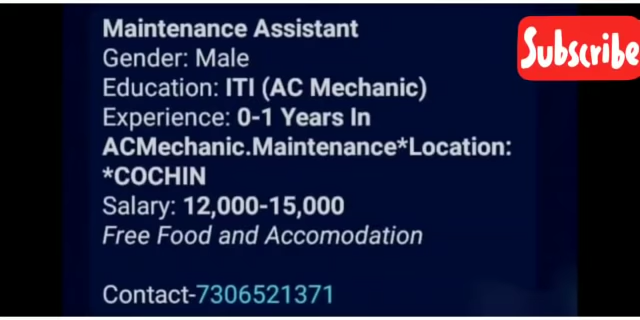 Maintenance Assistant
Gender: Male
Education: ITI (AC Mechanic)
Experience: 0-1 Years In
ACMechanic.Maintenance*Location:
*COCHIN
Salary: 12,000-15,000
Free Food and Accomodation
Contact-7306521371
Subscribe